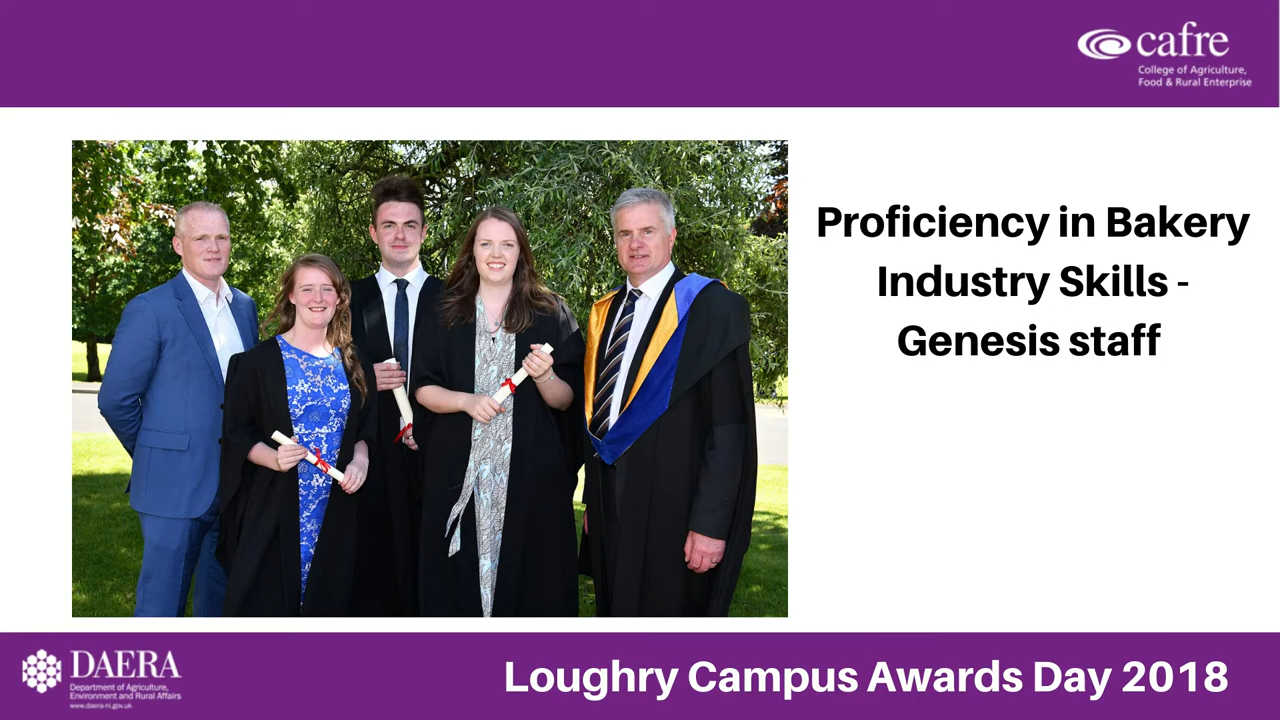 cafre
College of Agriculture,
Food & Rural Enterprise
Proficiency in Bakery
Industry Skills -
Genesis staff
DAERA
Department of Agriculture,
Environment and Rural Affairs
www.daera-ni.gov.uk
Loughry Campus Awards Day 2018